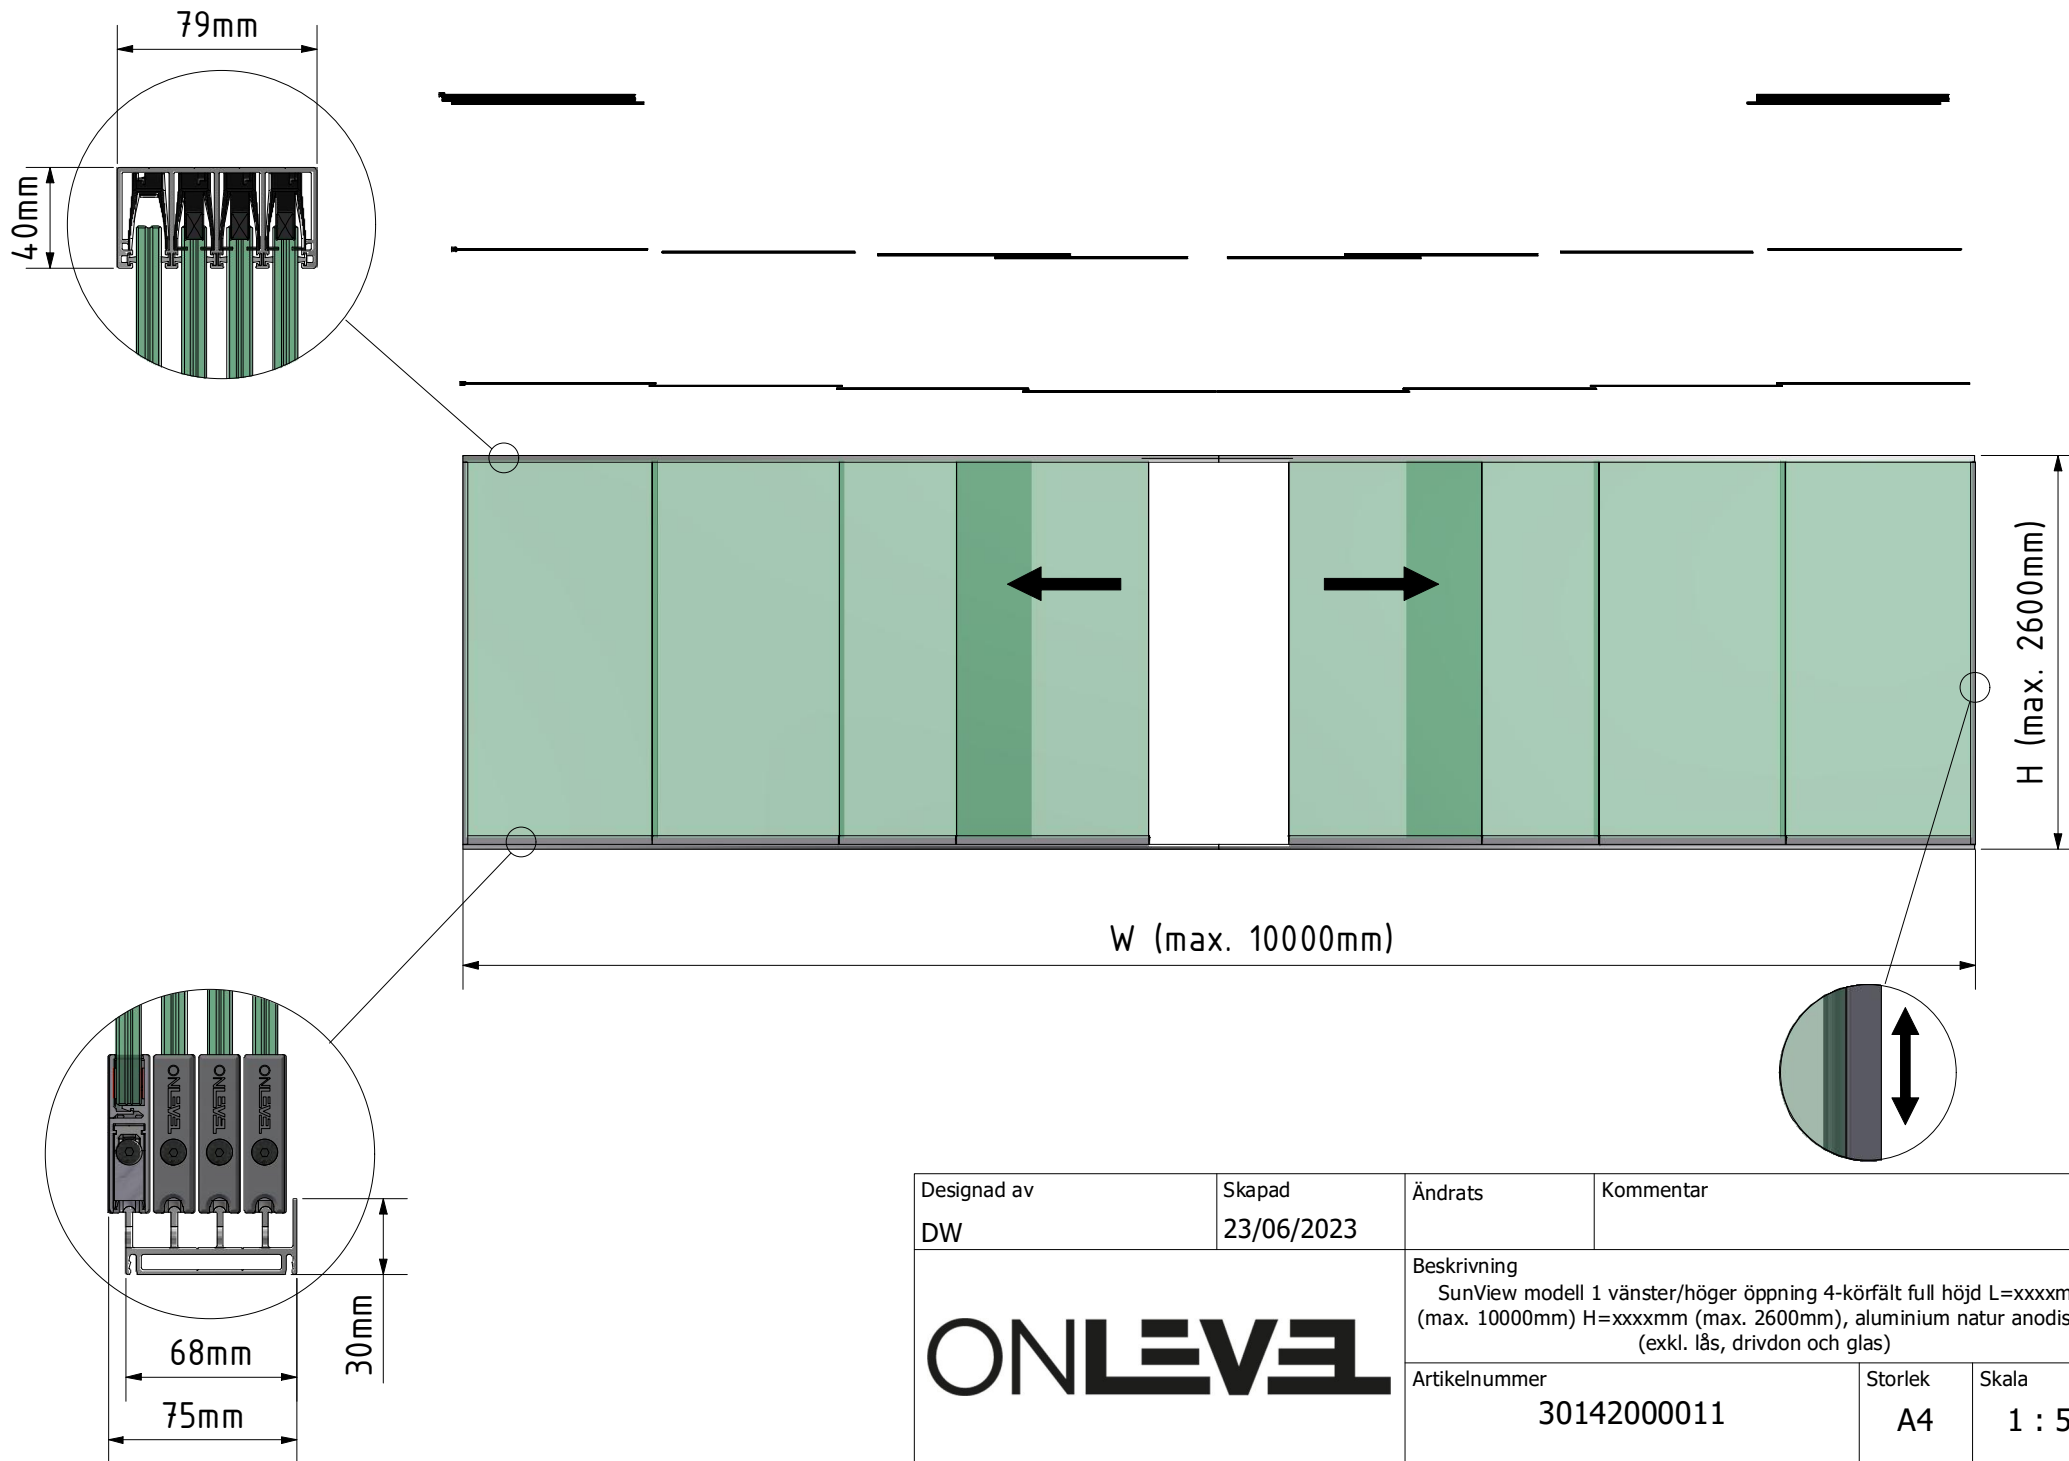 79mm
40mm
H (max. 2600mm)
W (max. 10000mm)
ONLEVEL
ONLEVEL
ONLEVEL
30mm
68mm
75mm
Designad av
DW
Skapad
23/06/2023
Ändrats
Kommentar
ONLEVEL
Beskrivning
SunView modell 1 vänster/höger öppning 4-körfält full höjd L=xxxxm
(max. 10000mm) H=xxxxmm (max. 2600mm), aluminium natur anodis
(exkl. lås, drivdon och glas)
Artikelnummer
30142000011
Storlek
A4
Skala
1 : 5